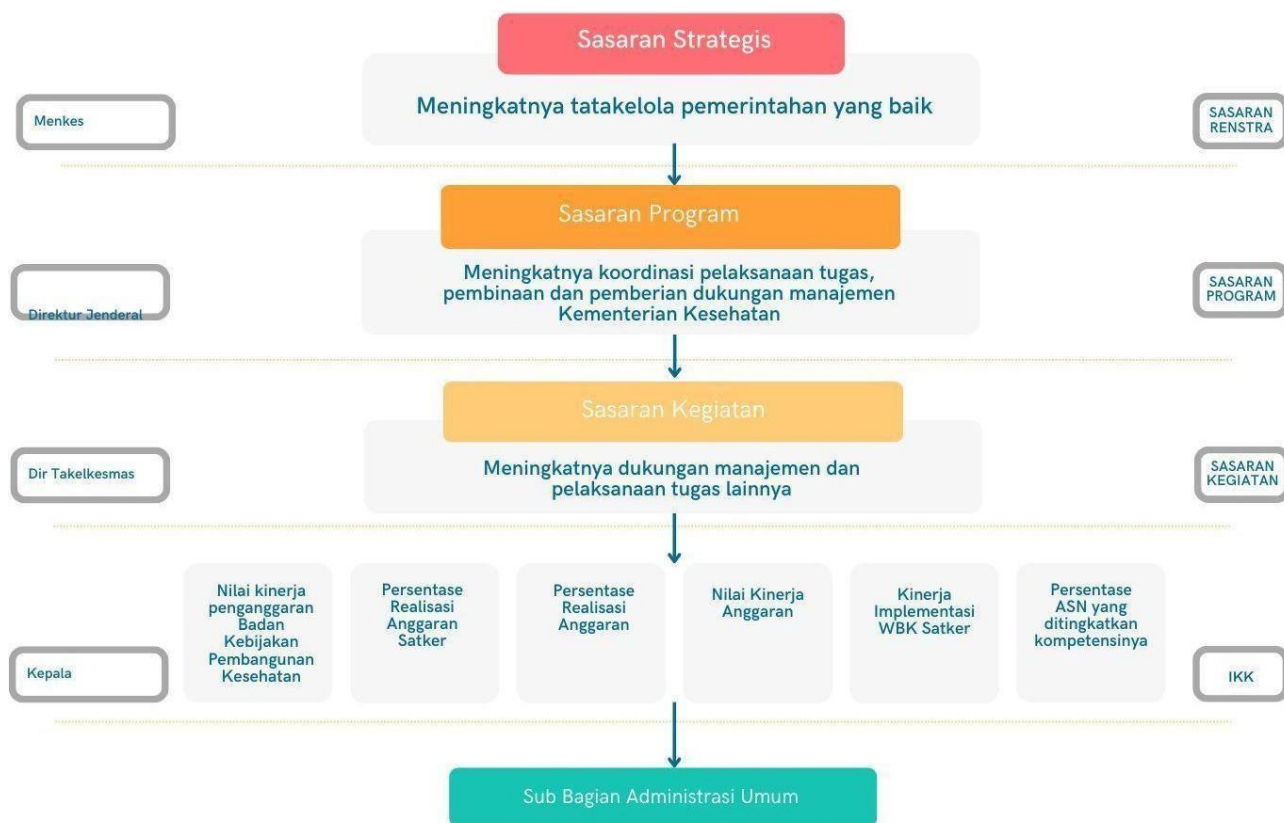 Sasaran Strategis
Meningkatnya tatakelola pemerintahan yang baik
Menkes
SASARAN
RENSTRA
Sasaran Program
Meningkatnya koordinasi pelaksanaan tugas,
pembinaan dan pemberian dukungan manajemen
Kementerian Kesehatan
Direktur Jenderal
SASARAN
PROGRAM
Sasaran Kegiatan
Meningkatnya dukungan manajemen dan
pelaksanaan tugas lainnya
Dir Takelkesmas
SASARAN
KEGIATAN
Kepala
Nilai kinerja
penganggaran
Badan
Kebijakan
Pembangunan
Kesehatan
Persentase
Realisasi
Anggaran
Satker
Persentase
Realisasi
Anggaran
Nilai Kinerja
Anggaran
Kinerja
Implementasi
WBK Satker
Persentase
ASN yang
ditingkatkan
kompetensinya
IKK
Sub Bagian Administrasi Umum